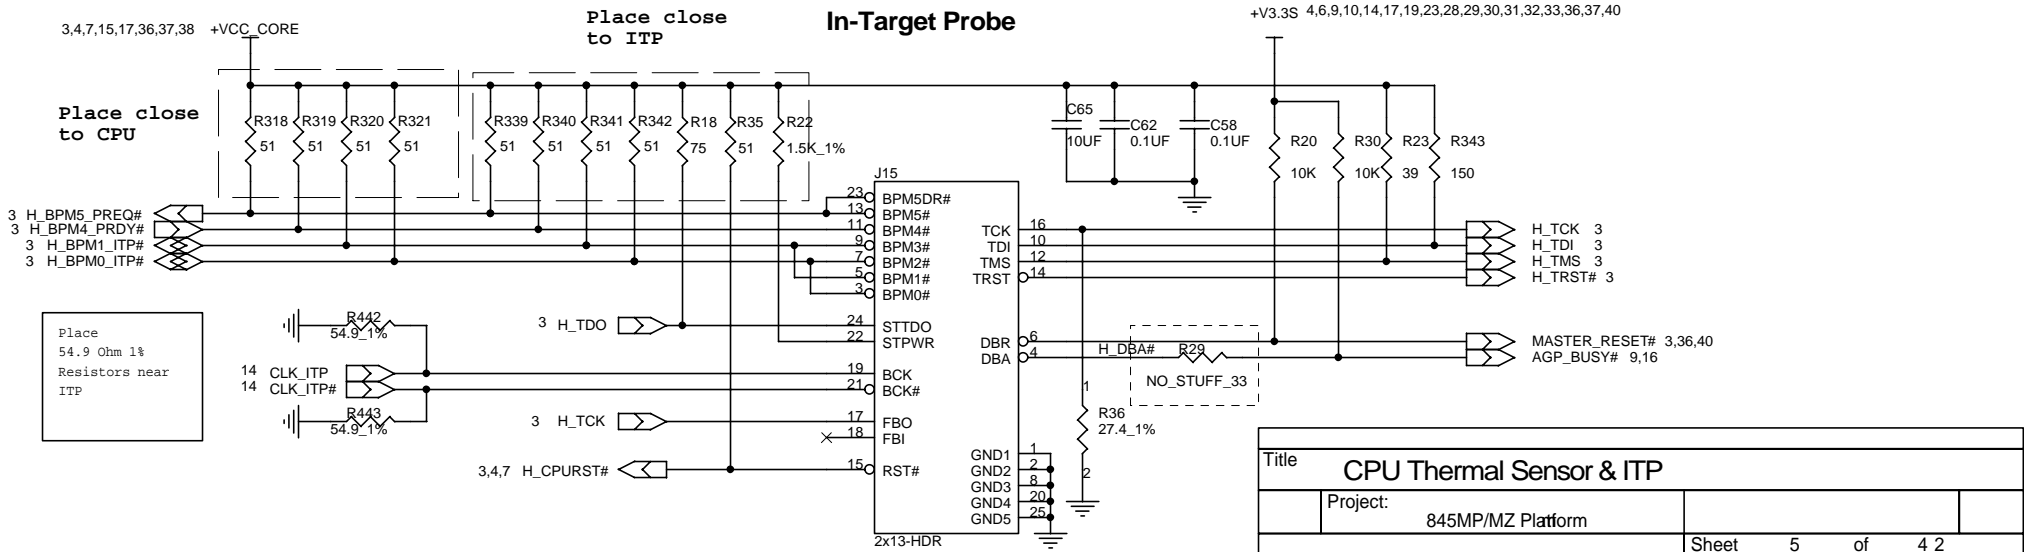 In-Target Probe
3,4,7,15,17,36,37,38 +VCC_CORE
Place close
to ITP
+V3.3S 4,6,9,10,14,17,19,23,28,29,30,31,32,33,36,37,40
Place close
to CPU
R318
51
R319
51
R320
51
R321
51
R339
51
R340
51
R341
51
R342
51
R18
75
R35
51
R22
1.5K_1%
C65
10UF
C62
0.1UF
C58
0.1UF
R20
10K
R30
10K
R23
39
R343
150
3 H_BPM5_PREQ#
3 H_BPM4_PRDY#
3 H_BPM1_ITP#
3 H_BPM0_ITP#
J15
23 BPM5DR#
13 BPM5#
11 BPM4#
9 BPM3#
7 BPM2#
5 BPM1#
3 BPM0#
24 STTDO
22 STPWR
19 BCK
21 BCK#
17 FBO
18 FBI
15 RST#
TCK 16
TDI 10
TMS 12
TRST 14
DBR 6
DBA 4
GND1 1
GND2 2
GND3 8
GND4 20
GND5 25
2x13-HDR
H_TCK 3
H_TDI 3
H_TMS 3
H_TRST# 3
MASTER_RESET# 3,36,40
AGP_BUSY# 9,16
H_DBA#
R29
NO_STUFF_33
1
R36
27.4_1%
2
Place
54.9 Ohm 1%
Resistors near
ITP
R442
54.9_1%
3 H_TDO
14 CLK_ITP
14 CLK_ITP#
R443
54.9_1%
3 H_TCK
3,4,7 H_CPURST#
Title
CPU Thermal Sensor & ITP
Project:
845MP/MZ Platform
Sheet 5 of 42